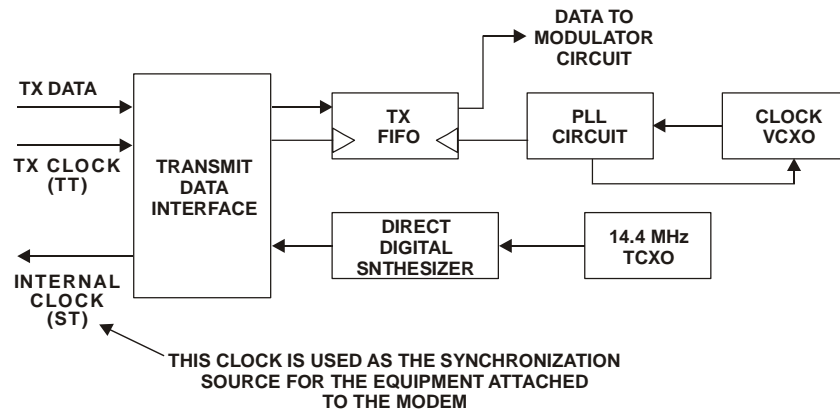 DATA TO
MODULATOR
CIRCUIT
TX DATA
TX CLOCK
(TT)
TRANSMIT
DATA
INTERFACE
TX
FIFO
PLL
CIRCUIT
CLOCK
VCXO
DIRECT
DIGITAL
SNTHESIZER
14.4 MHz
TCXO
INTERNAL
CLOCK
(ST)
THIS CLOCK IS USED AS THE SYNCHRONIZATION
SOURCE FOR THE EQUIPMENT ATTACHED
TO THE MODEM